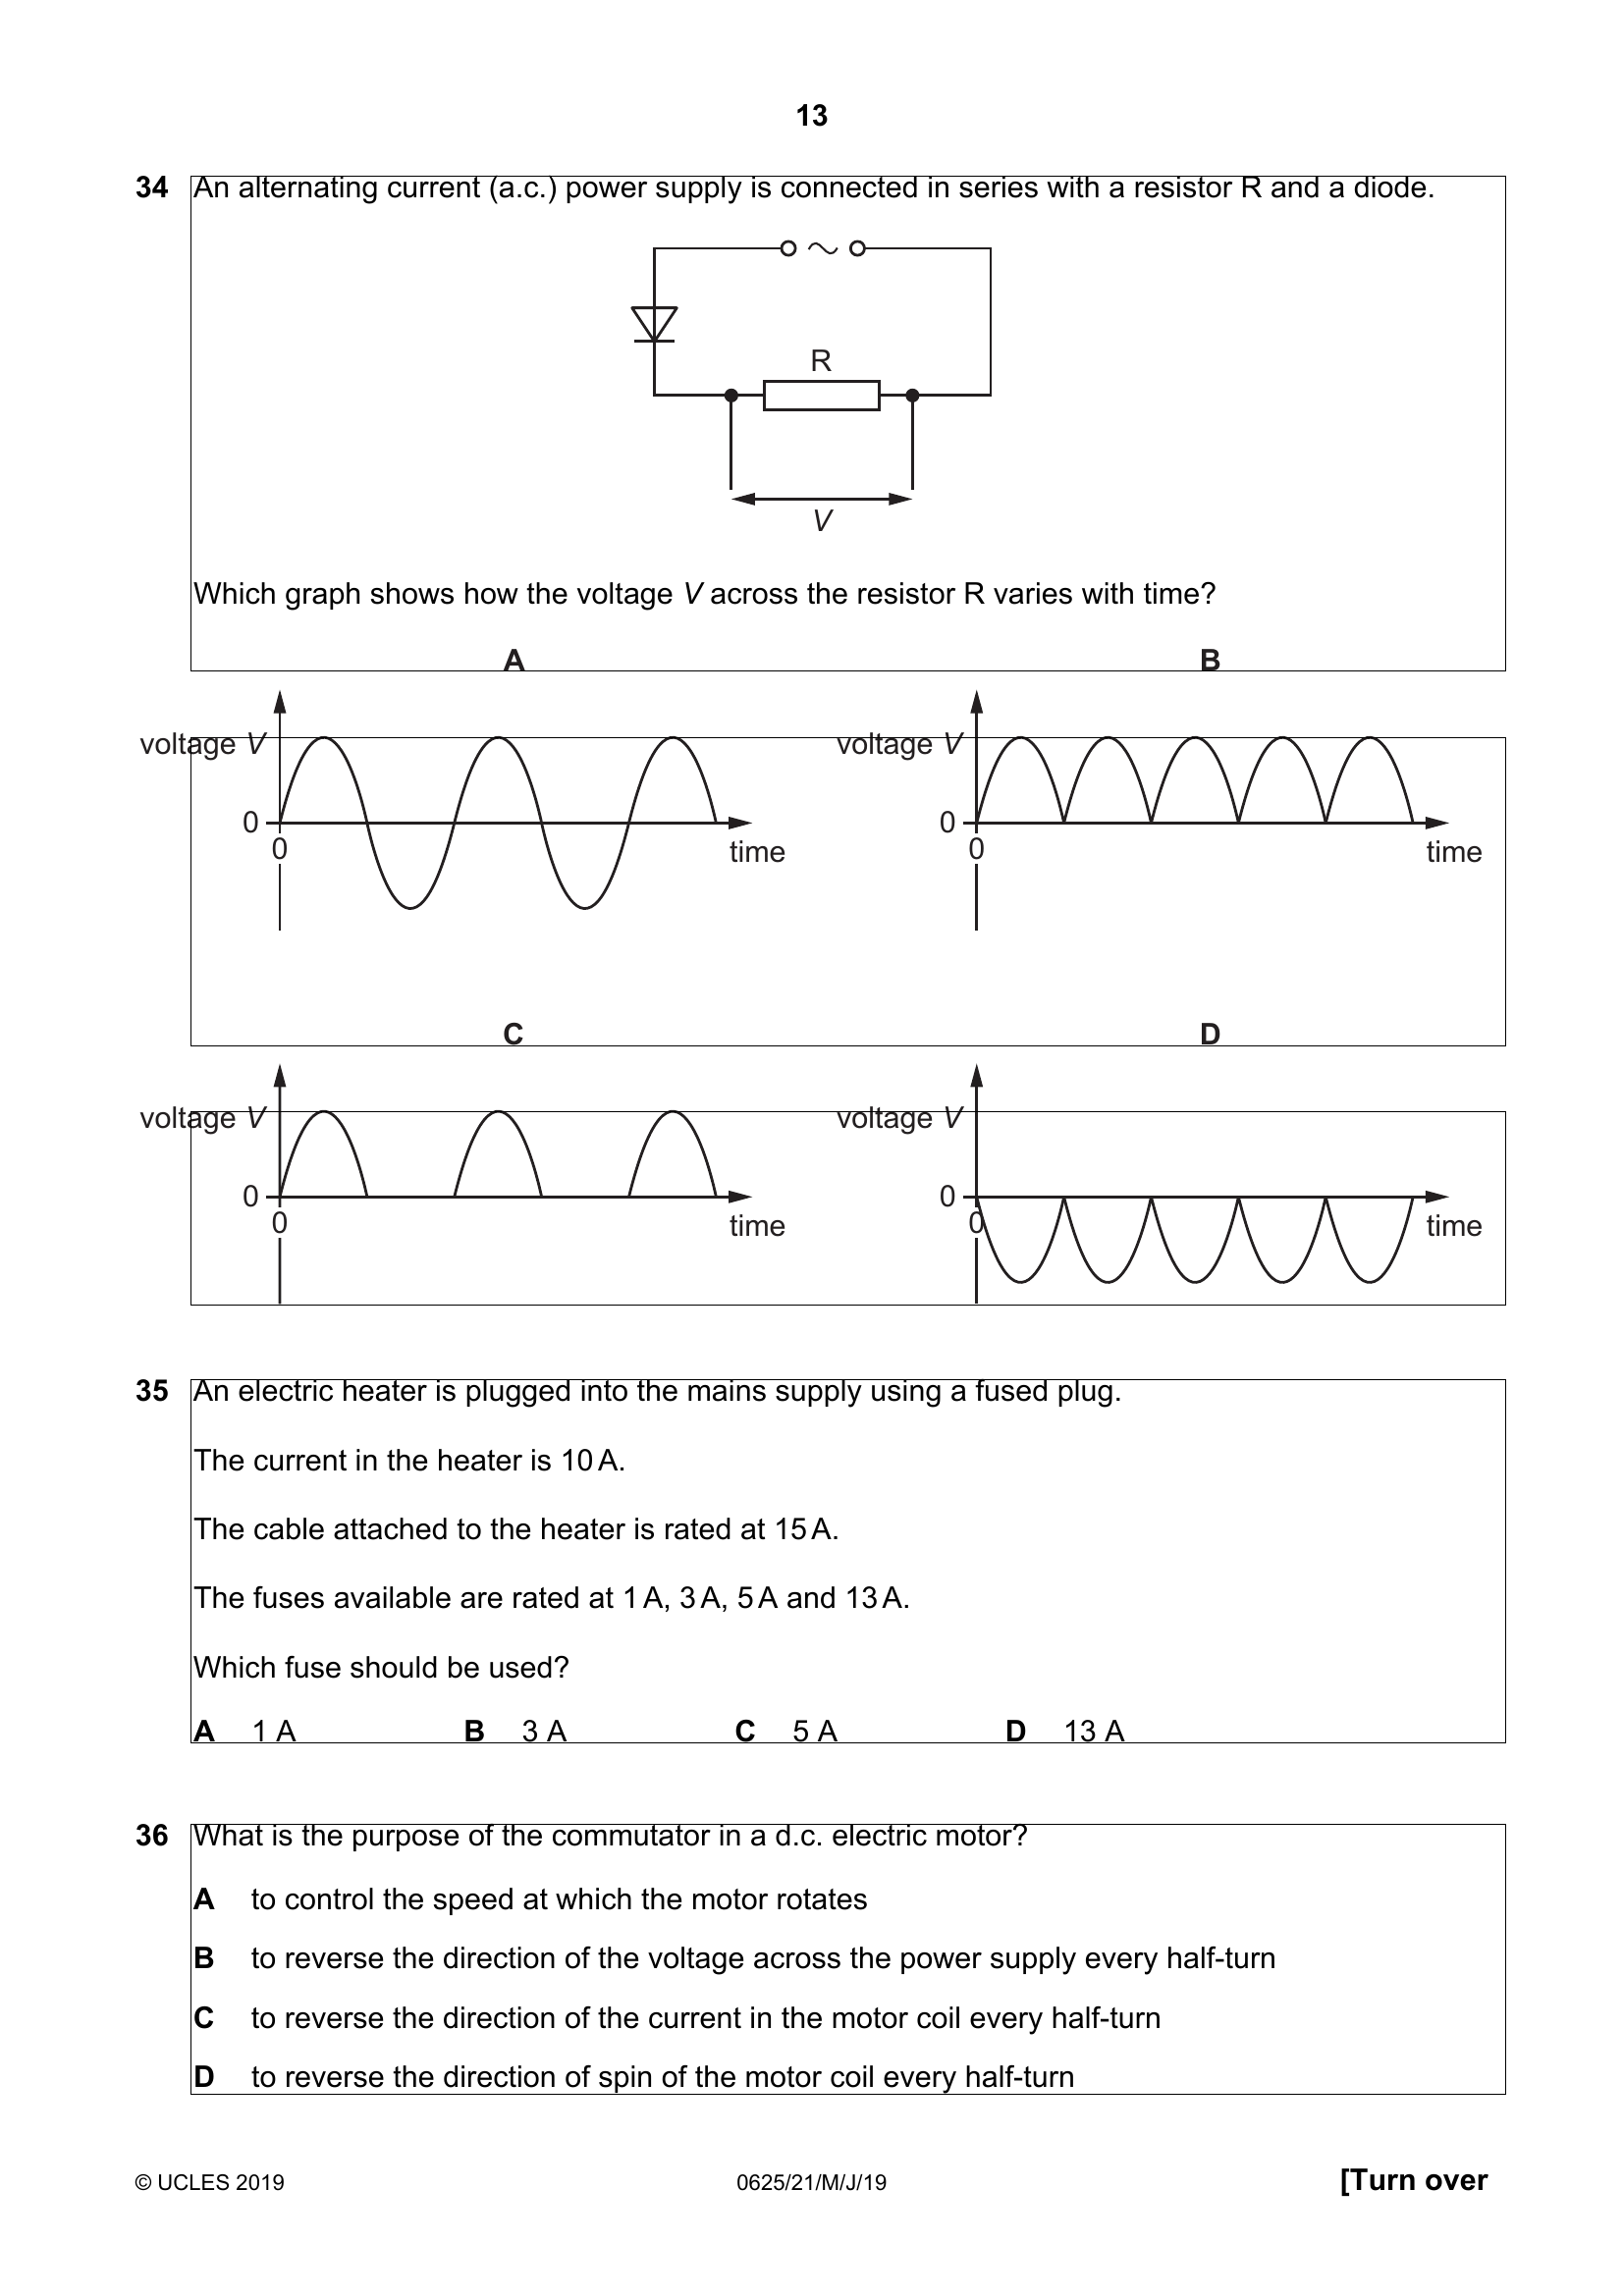 13
34 An alternating current (a.c.) power supply is connected in series with a resistor R and a diode.
R
V
Which graph shows how the voltage V across the resistor R varies with time?
A B
voltage V voltage V
0 0
0 time 0 time
C D
voltage V voltage V
0 0
0 time 0 time
35 An electric heater is plugged into the mains supply using a fused plug.
The current in the heater is 10 A.
The cable attached to the heater is rated at 15 A.
The fuses available are rated at 1 A, 3 A, 5 A and 13 A.
Which fuse should be used?
A 1 A B 3 A C 5 A D 13 A
36 What is the purpose of the commutator in a d.c. electric motor?
A to control the speed at which the motor rotates
B to reverse the direction of the voltage across the power supply every half-turn
C to reverse the direction of the current in the motor coil every half-turn
D to reverse the direction of spin of the motor coil every half-turn
© UCLES 2019 0625/21/M/J/19 [Turn over